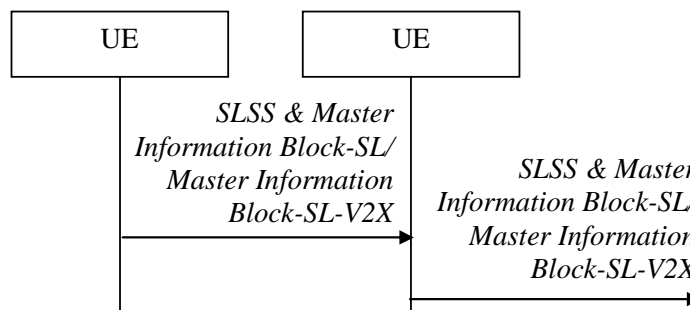 UE
UE
SLSS & Master
Information Block-SL/
Master Information
Block-SL-V2X
SLSS & Master
Information Block-SL/
Master Information
Block-SL-V2X